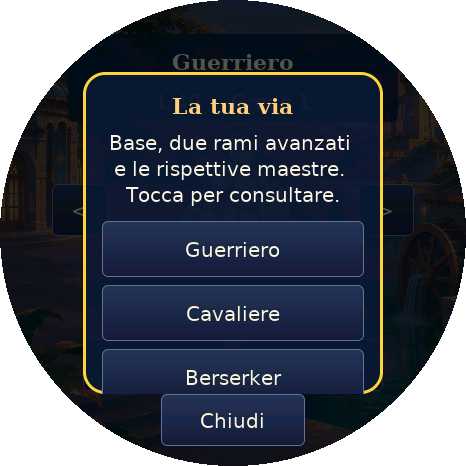 Guerriero
La tua via
Base, due rami avanzati
e le rispettive maestre.
Tocca per consultare.
<
>
Guerriero
Cavaliere
Berserker
Chiudi